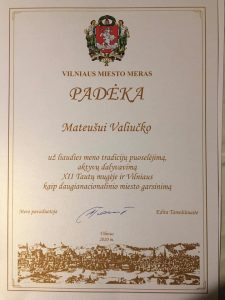 VILNIAUS MIESTO MERAS
PADĖKA
Mateušui Valiučko
už liaudies meno tradicijų puoselėjimą,
aktyvų dalyvavimą
XII Tautų mugėje ir Vilniaus
kaip daugianacionalinio miesto garsinimą
Mero pavaduotoja
Edita Tamošiūnaitė
Vilnius
2020 m.